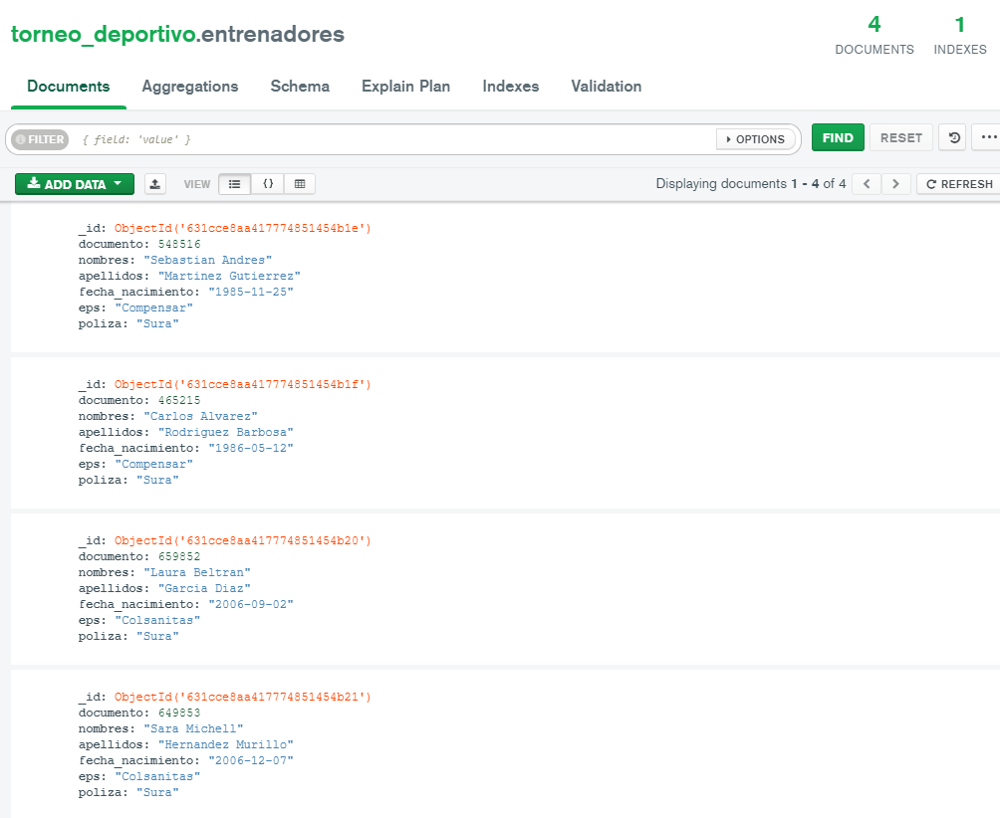 torneo_deportivo.entrenadores
4 1
DOCUMENTS INDEXES
Documents Aggregations Schema Explain Plan Indexes Validation
FILTER { field: 'value' } OPTIONS FIND RESET ...
ADD DATA VIEW {} Displaying documents 1 - 4 of 4 < > REFRESH
_id: ObjectId('631cce8aa417774851454b1e')
documento: 548516
nombres: "Sebastian Andres"
apellidos: "Martinez Gutierrez"
fecha_nacimiento: "1985-11-25"
eps: "Compensar"
poliza: "Sura"
_id: ObjectId('631cce8aa417774851454b1f')
documento: 465215
nombres: "Carlos Alvarez"
apellidos: "Rodriguez Barbosa"
fecha_nacimiento: "1986-05-12"
eps: "Compensar"
poliza: "Sura"
_id: ObjectId('631cce8aa417774851454b20')
documento: 659852
nombres: "Laura Beltran"
apellidos: "Garcia Diaz"
fecha_nacimiento: "2006-09-02"
eps: "Colsanitas"
poliza: "Sura"
_id: ObjectId('631cce8aa417774851454b21')
documento: 649853
nombres: "Sara Michell"
apellidos: "Hernandez Murillo"
fecha_nacimiento: "2006-12-07"
eps: "Colsanitas"
poliza: "Sura"